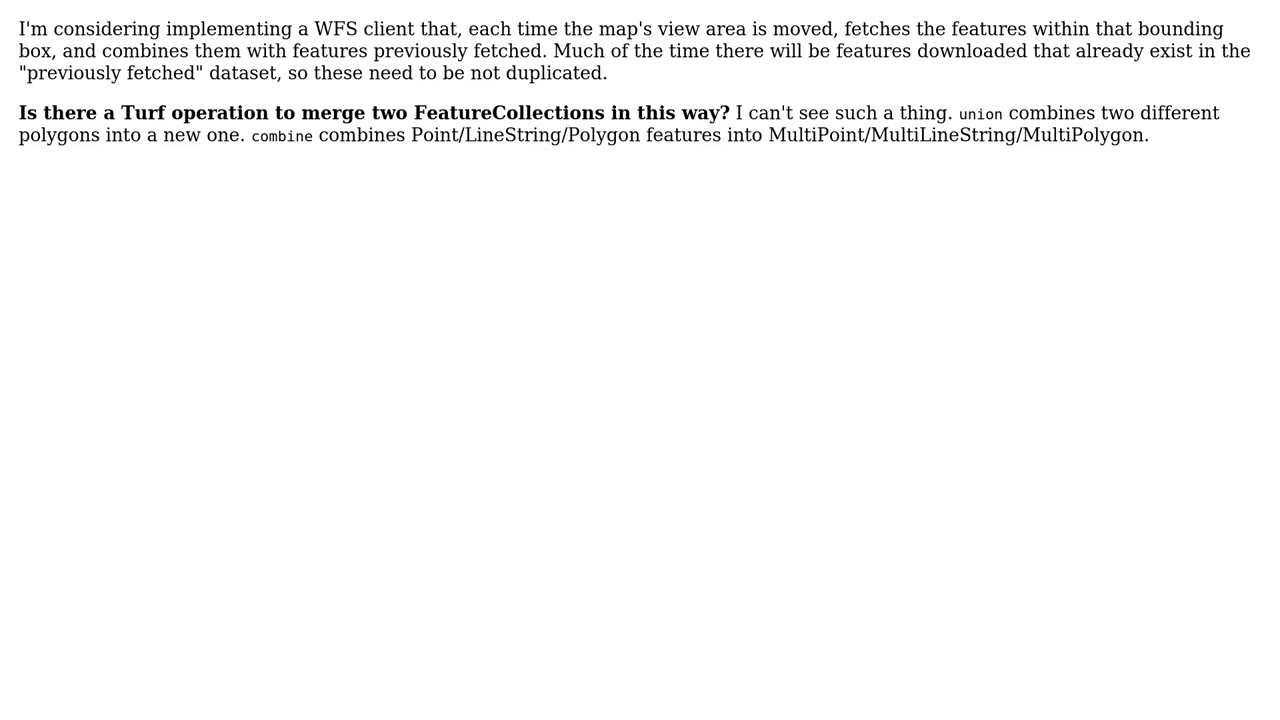 I'm considering implementing a WFS client that, each time the map's view area is moved, fetches the features within that bounding
box, and combines them with features previously fetched. Much of the time there will be features downloaded that already exist in the
"previously fetched" dataset, so these need to be not duplicated.
Is there a Turf operation to merge two FeatureCollections in this way? I can't see such a thing. union combines two different
polygons into a new one. combine combines Point/LineString/Polygon features into MultiPoint/MultiLineString/MultiPolygon.